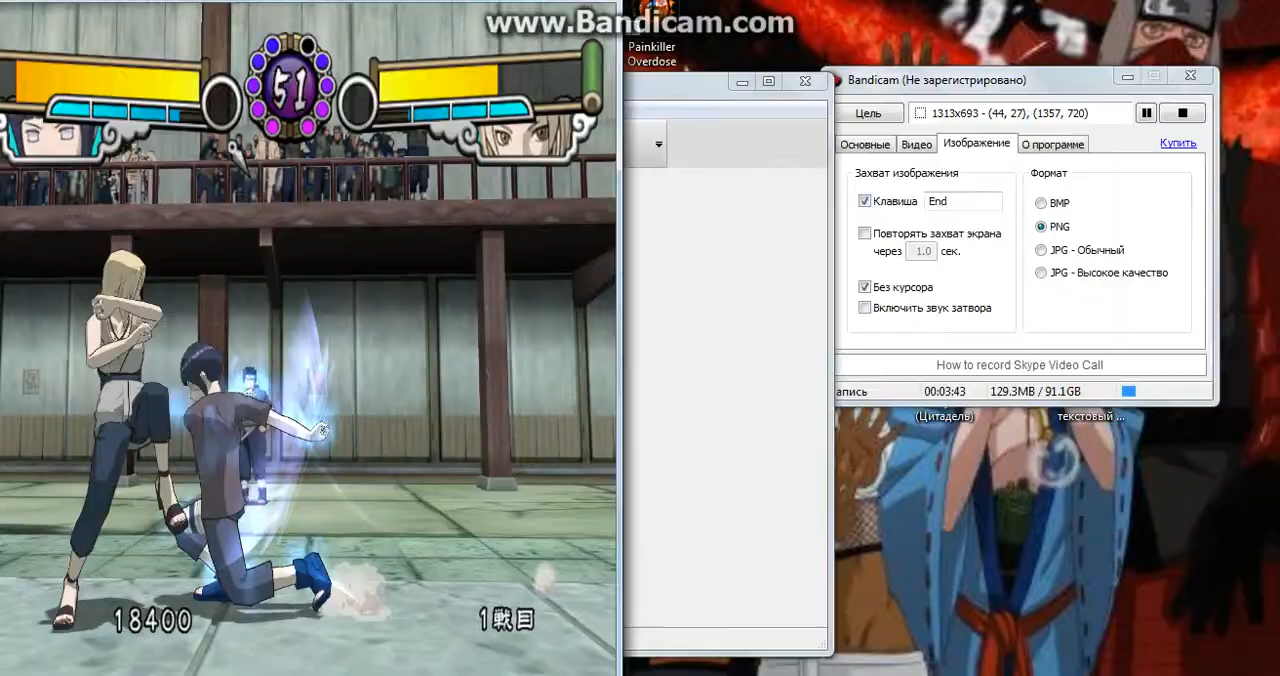 www.Bandicam.com
51
18400
1戦目
Painkiller
Overdose
Bandicam (Не зарегистрировано)
Цель
1313x693 - (44, 27), (1357, 720)
Основные
Видео
Изображение
О программе
Купить
Захват изображения
Клавиша
End
Повторять захват экрана
через 1.0 сек.
Без курсора
Включить звук затвора
Формат
BMP
PNG
JPG - Обычный
JPG - Высокое качество
How to record Skype Video Call
апись
00:03:43
129.3MB / 91.1GB
(Цитадель)
текстовый ...